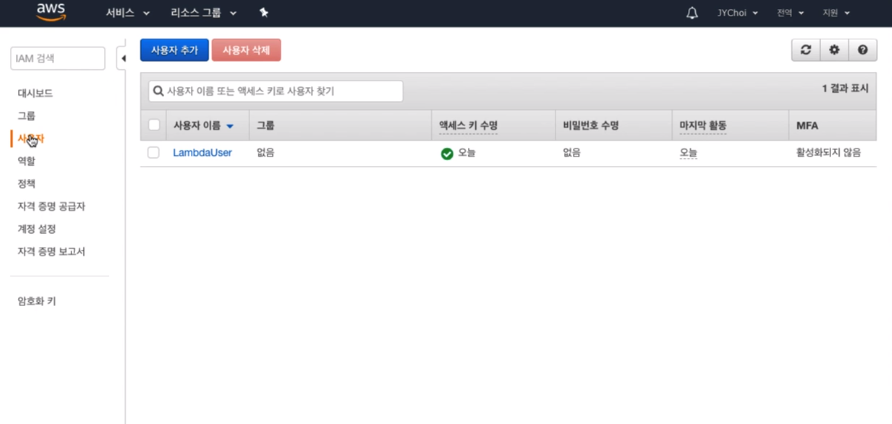 aws 서비스 리소스 그룹 JYChoi 전역 지원
IAM 검색
대시보드
그룹
사용자
역할
정책
자격 증명 공급자
계정 설정
자격 증명 보고서
암호화 키
사용자 추가 사용자 삭제
사용자 이름 또는 액세스 키로 사용자 찾기 1 결과 표시
사용자 이름 그룹 액세스 키 수명 비밀번호 수명 마지막 활동 MFA
LambdaUser 없음 오늘 없음 오늘 활성화되지 않음